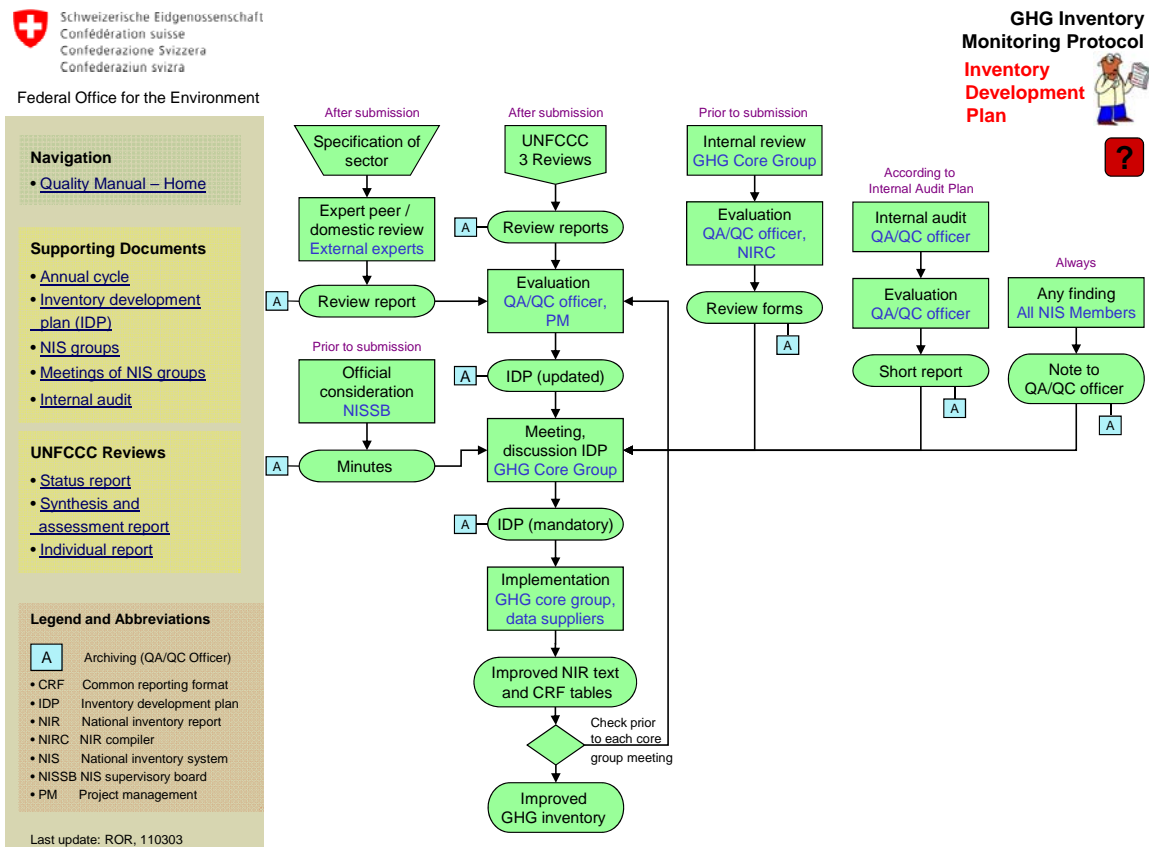 Schweizerische Eidgenossenschaft
Confédération suisse
Confederazione Svizzera
Confederaziun svizra
Federal Office for the Environment
GHG Inventory
Monitoring Protocol
Inventory
Development
Plan
?
Navigation
• Quality Manual – Home
Supporting Documents
• Annual cycle
• Inventory development
plan (IDP)
• NIS groups
• Meetings of NIS groups
• Internal audit
UNFCCC Reviews
• Status report
• Synthesis and
assessment report
• Individual report
Legend and Abbreviations
A Archiving (QA/QC Officer)
• CRF Common reporting format
• IDP Inventory development plan
• NIR National inventory report
• NIRC NIR compiler
• NIS National inventory system
• NISSB NIS supervisory board
• PM Project management
Last update: ROR, 110303
After submission
Specification of
sector
Expert peer /
domestic review
External experts
A
Review report
Prior to submission
Official
consideration
NISSB
A
Minutes
After submission
UNFCCC
3 Reviews
A
Review reports
Evaluation
QA/QC officer,
PM
A
IDP (updated)
Meeting,
discussion IDP
GHG Core Group
A
IDP (mandatory)
Implementation
GHG core group,
data suppliers
Improved NIR text
and CRF tables
Check prior
to each core
group meeting
Improved
GHG inventory
Prior to submission
Internal review
GHG Core Group
Evaluation
QA/QC officer,
NIRC
Review forms
A
According to
Internal Audit Plan
Internal audit
QA/QC officer
Evaluation
QA/QC officer
Short report
A
Always
Any finding
All NIS Members
Note to
QA/QC officer
A